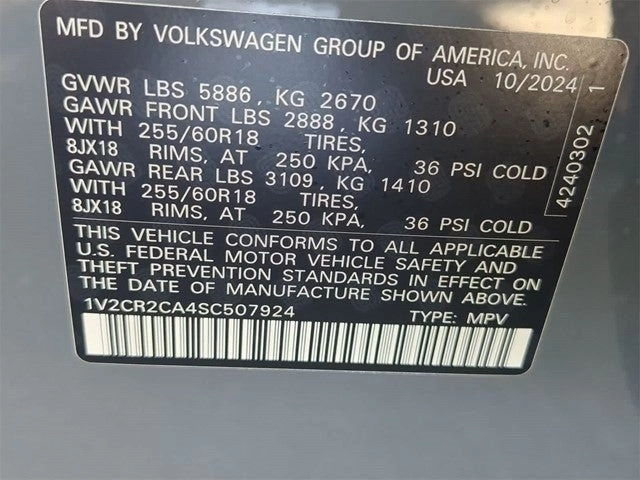 MFD BY VOLKSWAGEN GROUP OF AMERICA, INC.
USA 10/2024
GVWR LBS 5886, KG 2670
GAWR FRONT LBS 2888, KG 1310
WITH 255/60R18 TIRES,
8JX18 RIMS, AT 250 KPA, 36 PSI COLD
GAWR REAR LBS 3109, KG 1410
WITH 255/60R18 TIRES,
8JX18 RIMS, AT 250 KPA, 36 PSI COLD
THIS VEHICLE CONFORMS TO ALL APPLICABLE
U.S. FEDERAL MOTOR VEHICLE SAFETY AND
THEFT PREVENTION STANDARDS IN EFFECT ON
THE DATE OF MANUFACTURE SHOWN ABOVE.
1V2CR2CA4SC507924 TYPE: MPV
4240302 1